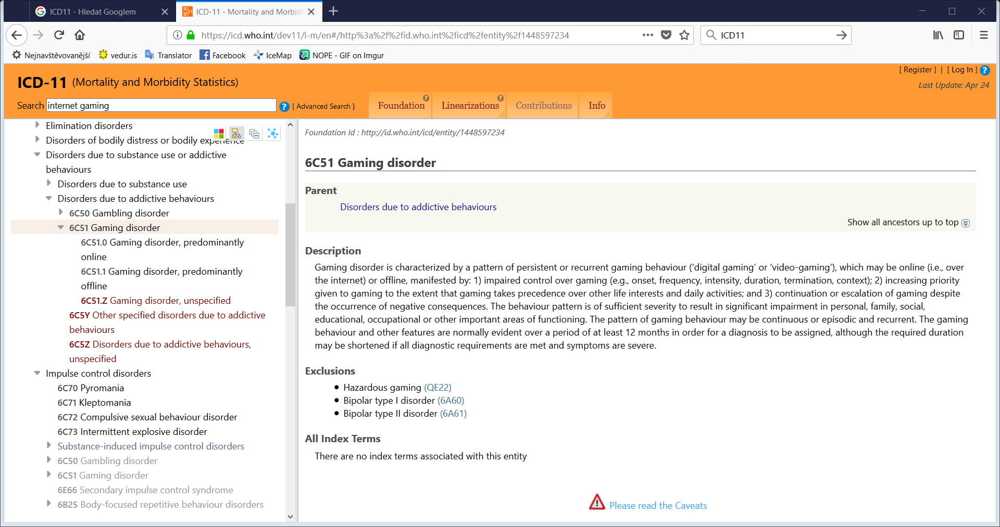 ICD11 - Hledat Googlem
ICD-11 - Mortality and Morbidi
https://icd.who.int/dev11/l-m/en#/http%3a%2f%2fid.who.int%2ficd%2fentity%2f1448597234
ICD11
Nejnavštěvovanější
vedur.is
Translator
Facebook
IceMap
NOPE - GIF on Imgur
[ Register ] | [ Log In ]
ICD-11 (Mortality and Morbidity Statistics)
Last Update: Apr 24
Search internet gaming [ Advanced Search ]
Foundation
Linearizations
Contributions
Info
Elimination disorders
Disorders of bodily distress or bodily experience
Disorders due to substance use or addictive
behaviours
Disorders due to substance use
Disorders due to addictive behaviours
6C50 Gambling disorder
6C51 Gaming disorder
6C51.0 Gaming disorder, predominantly
online
6C51.1 Gaming disorder, predominantly
offline
6C51.Z Gaming disorder, unspecified
6C5Y Other specified disorders due to addictive
behaviours
6C5Z Disorders due to addictive behaviours,
unspecified
Impulse control disorders
6C70 Pyromania
6C71 Kleptomania
6C72 Compulsive sexual behaviour disorder
6C73 Intermittent explosive disorder
Substance-induced impulse control disorders
6C50 Gambling disorder
6C51 Gaming disorder
6E66 Secondary impulse control syndrome
6B25 Body-focused repetitive behaviour disorders
Foundation Id : http://id.who.int/icd/entity/1448597234
6C51 Gaming disorder
Parent
Disorders due to addictive behaviours
Show all ancestors up to top
Description
Gaming disorder is characterized by a pattern of persistent or recurrent gaming behaviour (‘digital gaming’ or ‘video-gaming’), which may be online (i.e., over
the internet) or offline, manifested by: 1) impaired control over gaming (e.g., onset, frequency, intensity, duration, termination, context); 2) increasing priority
given to gaming to the extent that gaming takes precedence over other life interests and daily activities; and 3) continuation or escalation of gaming despite
the occurrence of negative consequences. The behaviour pattern is of sufficient severity to result in significant impairment in personal, family, social,
educational, occupational or other important areas of functioning. The pattern of gaming behaviour may be continuous or episodic and recurrent. The gaming
behaviour and other features are normally evident over a period of at least 12 months in order for a diagnosis to be assigned, although the required duration
may be shortened if all diagnostic requirements are met and symptoms are severe.
Exclusions
Hazardous gaming (QE22)
Bipolar type I disorder (6A60)
Bipolar type II disorder (6A61)
All Index Terms
There are no index terms associated with this entity
Please read the Caveats